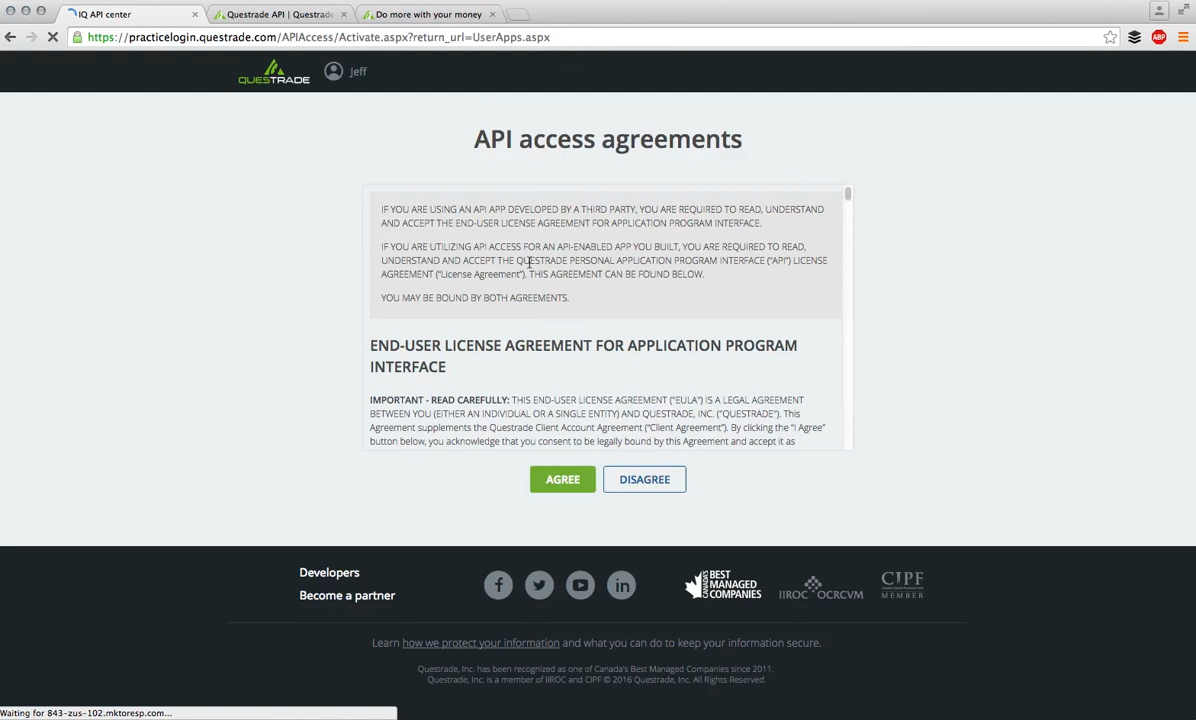 IQ API center
Questrade API | Questrade
Do more with your money
https://practicelogin.questrade.com/APIAccess/Activate.aspx?return_url=UserApps.aspx
ABP
QUESTRADE
Jeff
API access agreements
IF YOU ARE USING AN API APP DEVELOPED BY A THIRD PARTY, YOU ARE REQUIRED TO READ, UNDERSTAND
AND ACCEPT THE END-USER LICENSE AGREEMENT FOR APPLICATION PROGRAM INTERFACE.
IF YOU ARE UTILIZING API ACCESS FOR AN API-ENABLED APP YOU BUILT, YOU ARE REQUIRED TO READ,
UNDERSTAND AND ACCEPT THE QUESTRADE PERSONAL APPLICATION PROGRAM INTERFACE ("API") LICENSE
AGREEMENT ("License Agreement"). THIS AGREEMENT CAN BE FOUND BELOW.
YOU MAY BE BOUND BY BOTH AGREEMENTS.
END-USER LICENSE AGREEMENT FOR APPLICATION PROGRAM
INTERFACE
IMPORTANT - READ CAREFULLY: THIS END-USER LICENSE AGREEMENT ("EULA") IS A LEGAL AGREEMENT
BETWEEN YOU (EITHER AN INDIVIDUAL OR A SINGLE ENTITY) AND QUESTRADE, INC. ("QUESTRADE"). This
Agreement supplements the Questrade Client Account Agreement ("Client Agreement"). By clicking the "I Agree"
button below, you acknowledge that you consent to be legally bound by this Agreement and accept it as
AGREE
DISAGREE
Developers
Become a partner
BEST
MANAGED
COMPANIES
IIROC OCRCVM
CIPF
MEMBER
Learn how we protect your information and what you can do to keep your information secure.
Questrade, Inc. has been recognized as one of Canada's Best Managed Companies since 2011.
Questrade, Inc. is a member of IIROC and CIPF © 2016 Questrade, Inc. All Rights Reserved.
Waiting for 843-zus-102.mktoresp.com...